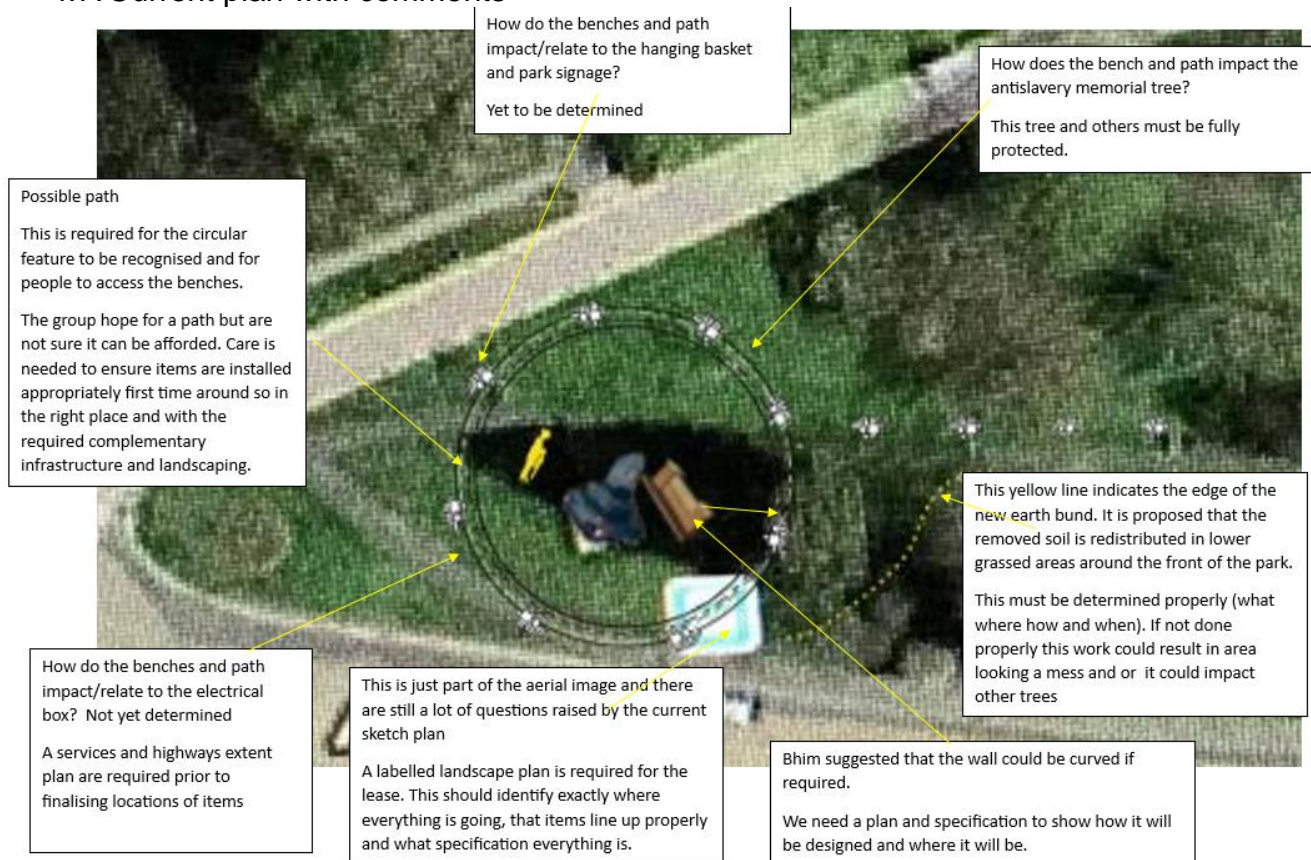 Current plan with comments
How do the benches and path
impact/relate to the hanging basket
and park signage?
Yet to be determined
How does the bench and path impact the
antislavery memorial tree?
This tree and others must be fully
protected.
Possible path
This is required for the circular
feature to be recognised and for
people to access the benches.
The group hope for a path but are
not sure it can be afforded. Care is
needed to ensure items are installed
appropriately first time around so in
the right place and with the
required complementary
infrastructure and landscaping.
This yellow line indicates the edge of the
new earth bund. It is proposed that the
removed soil is redistributed in lower
grassed areas around the front of the park.
This must be determined properly (what
where how and when). If not done
properly this work could result in area
looking a mess and or it could impact
other trees
How do the benches and path
impact/relate to the electrical
box? Not yet determined
A services and highways extent
plan are required prior to
finalising locations of items
This is just part of the aerial image and there
are still a lot of questions raised by the current
sketch plan
A labelled landscape plan is required for the
lease. This should identify exactly where
everything is going, that items line up properly
and what specification everything is.
Bhim suggested that the wall could be curved if
required.
We need a plan and specification to show how it will
be designed and where it will be.